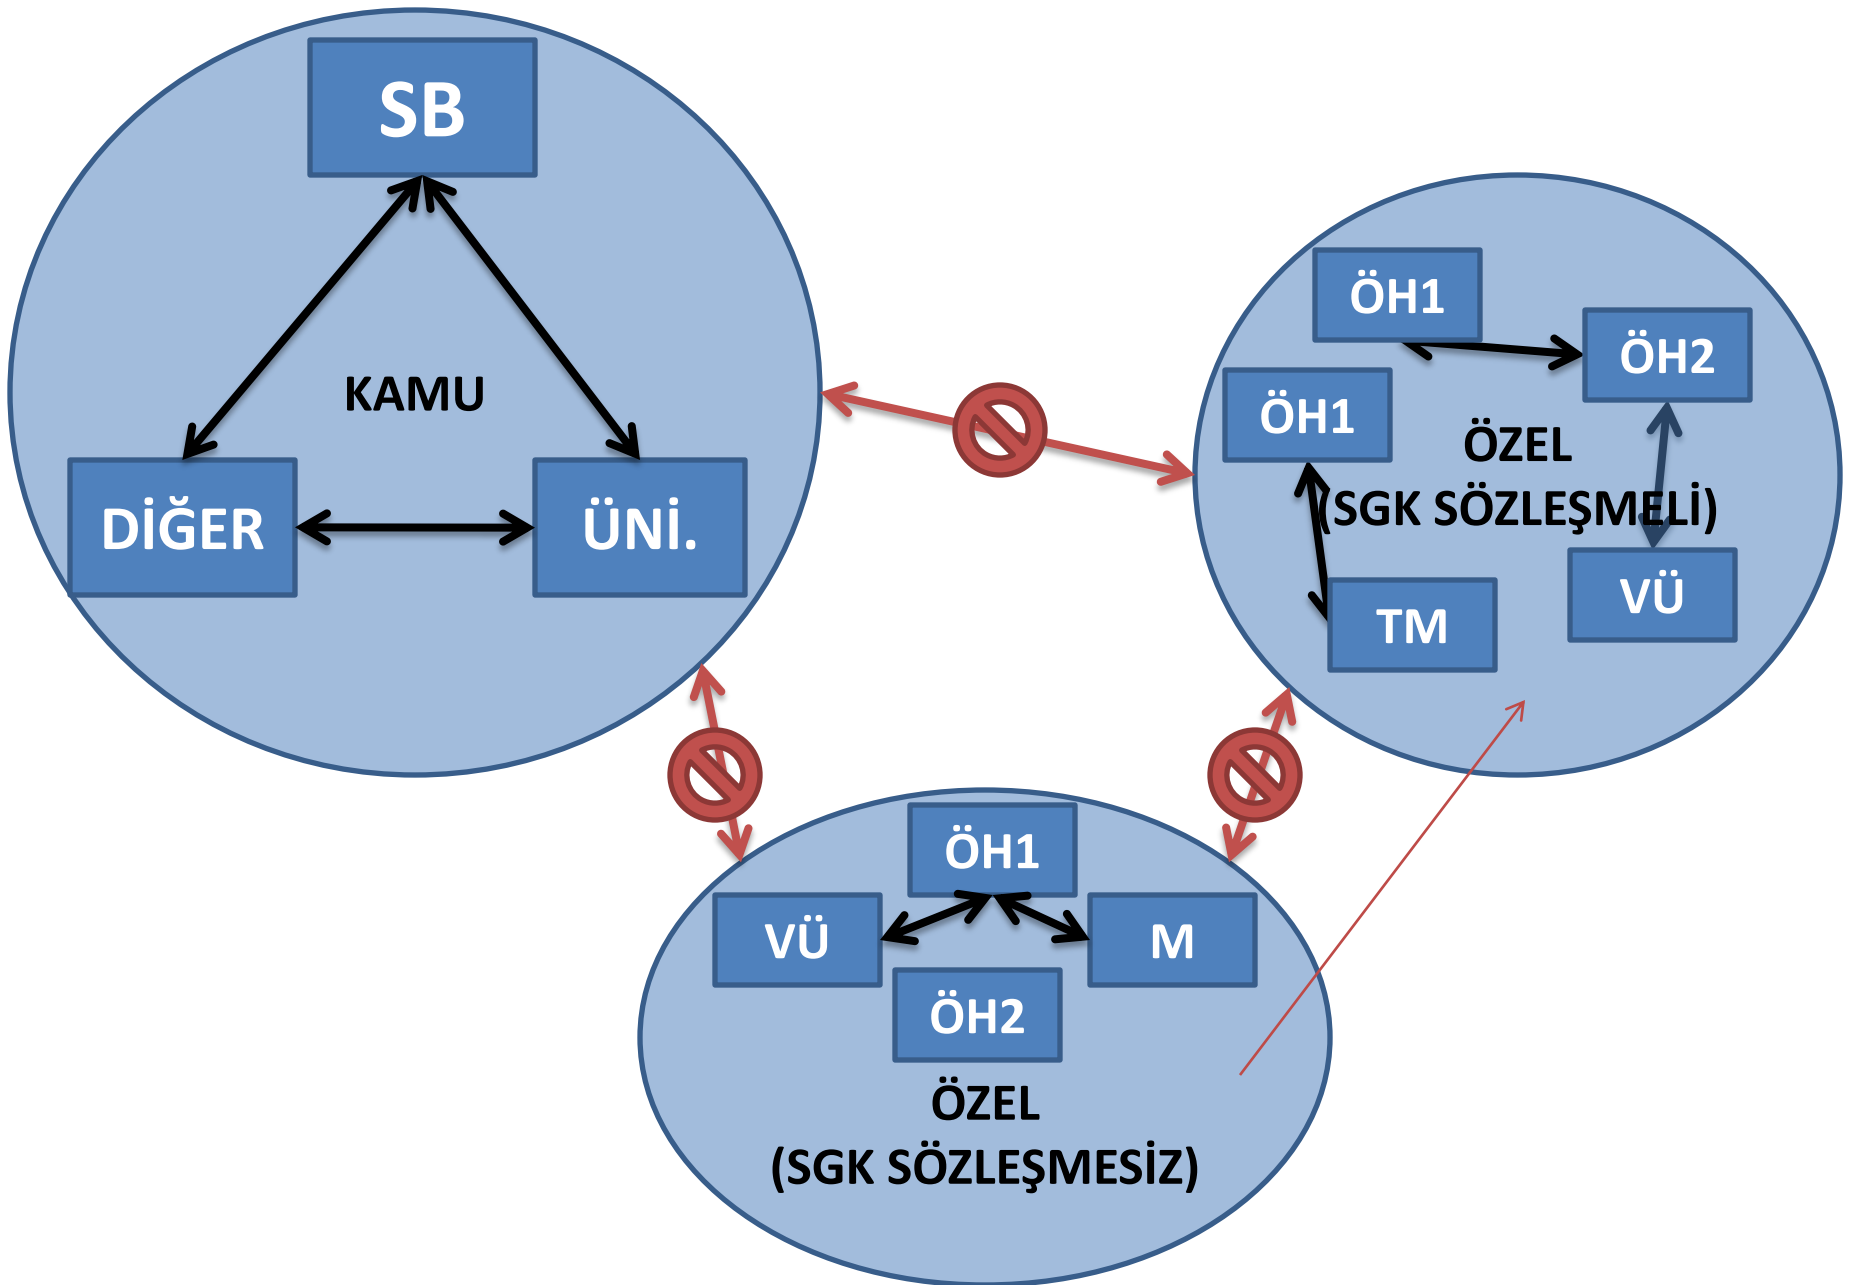 SB
KAMU
DİĞER
ÜNİ.
ÖH1
ÖH2
ÖH1
ÖZEL
(SGK SÖZLEŞMELİ)
TM
VÜ
ÖH1
VÜ
M
ÖH2
ÖZEL
(SGK SÖZLEŞMESİZ)